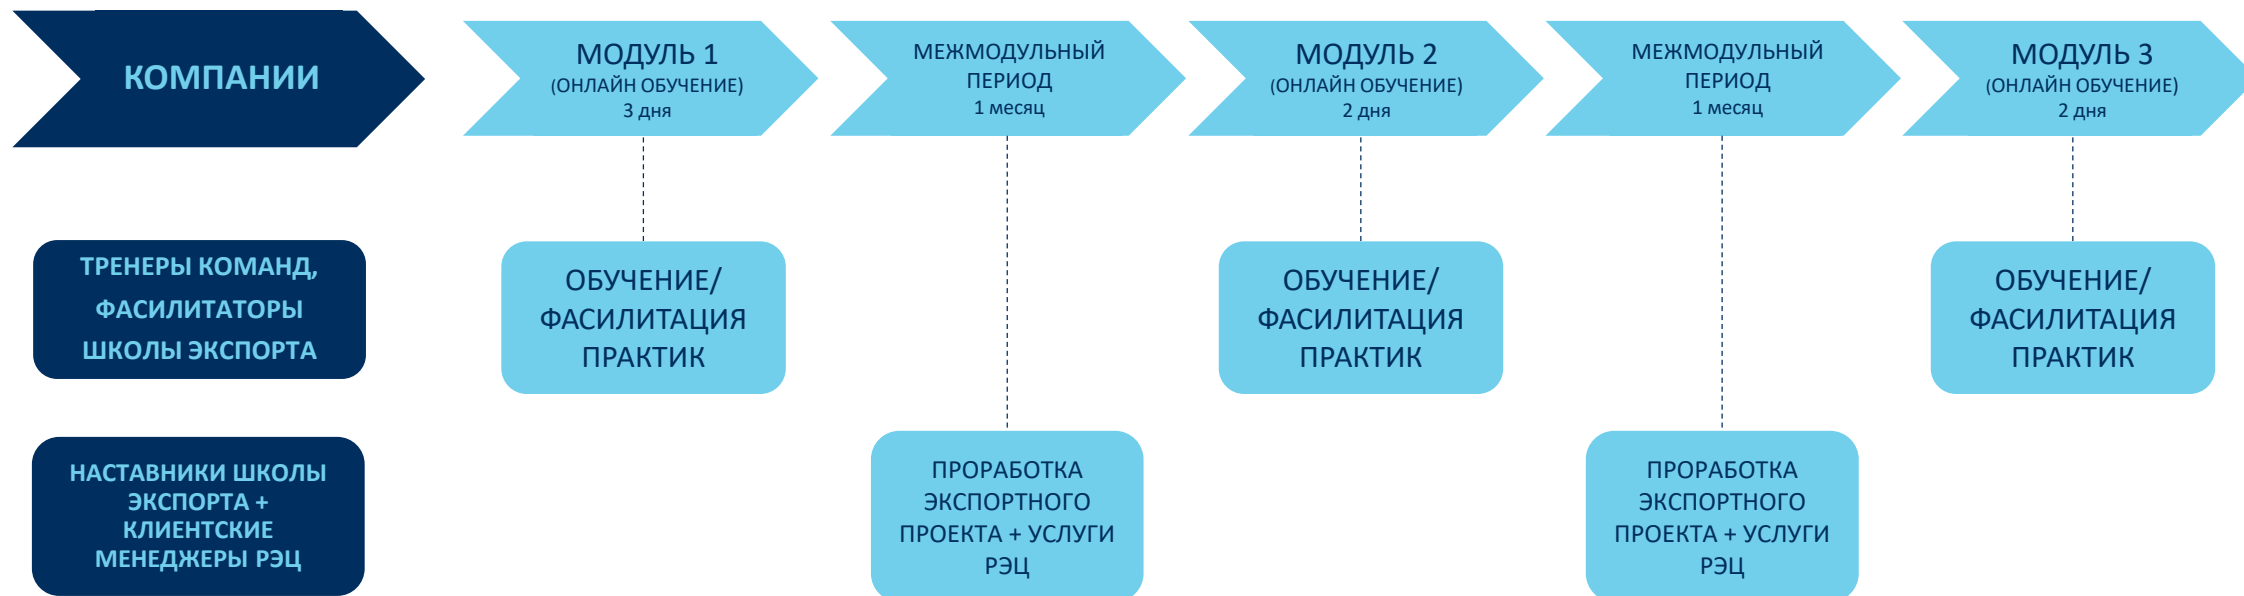 КОМПАНИИ
МОДУЛЬ 1
(ОНЛАЙН ОБУЧЕНИЕ)
3 дня
МЕЖМОДУЛЬНЫЙ
ПЕРИОД
1 месяц
МОДУЛЬ 2
(ОНЛАЙН ОБУЧЕНИЕ)
2 дня
МЕЖМОДУЛЬНЫЙ
ПЕРИОД
1 месяц
МОДУЛЬ 3
(ОНЛАЙН ОБУЧЕНИЕ)
2 дня
ТРЕНЕРЫ КОМАНД,
ФАСИЛИТАТОРЫ
ШКОЛЫ ЭКСПОРТА
ОБУЧЕНИЕ/
ФАСИЛИТАЦИЯ
ПРАКТИК
ОБУЧЕНИЕ/
ФАСИЛИТАЦИЯ
ПРАКТИК
ОБУЧЕНИЕ/
ФАСИЛИТАЦИЯ
ПРАКТИК
НАСТАВНИКИ ШКОЛЫ
ЭКСПОРТА +
КЛИЕНТСКИЕ
МЕНЕДЖЕРЫ РЭЦ
ПРОРАБОТКА
ЭКСПОРТНОГО
ПРОЕКТА + УСЛУГИ
РЭЦ
ПРОРАБОТКА
ЭКСПОРТНОГО
ПРОЕКТА + УСЛУГИ
РЭЦ